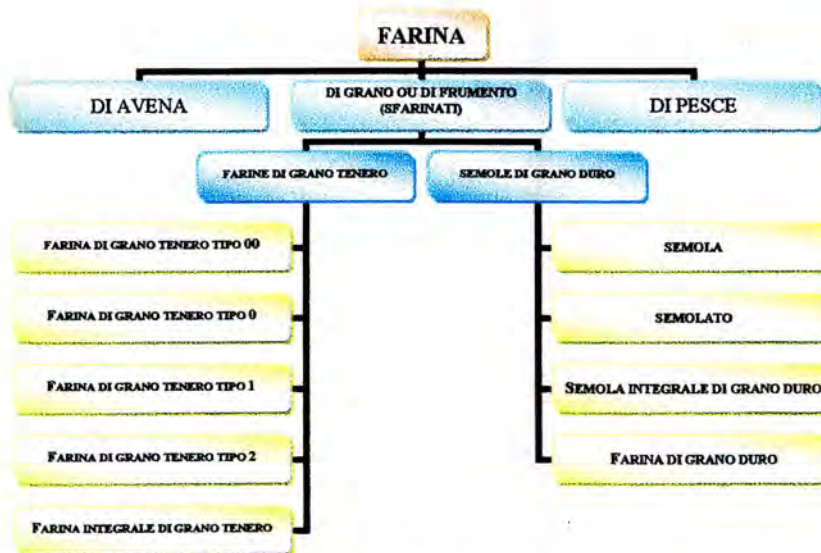 FARINA
DI AVENA
DI GRANO OU DI FRUMENTO
(SFARINATI)
DI PESCE
FARINE DI GRANO TENERO
SEMOLE DI GRANO DURO
FARINA DI GRANO TENERO TIPO 00
FARINA DI GRANO TENERO TIPO 0
FARINA DI GRANO TENERO TIPO 1
FARINA DI GRANO TENERO TIPO 2
FARINA INTEGRALE DI GRANO TENERO
SEMOLA
SEMOLATO
SEMOLA INTEGRALE DI GRANO DURO
FARINA DI GRANO DURO